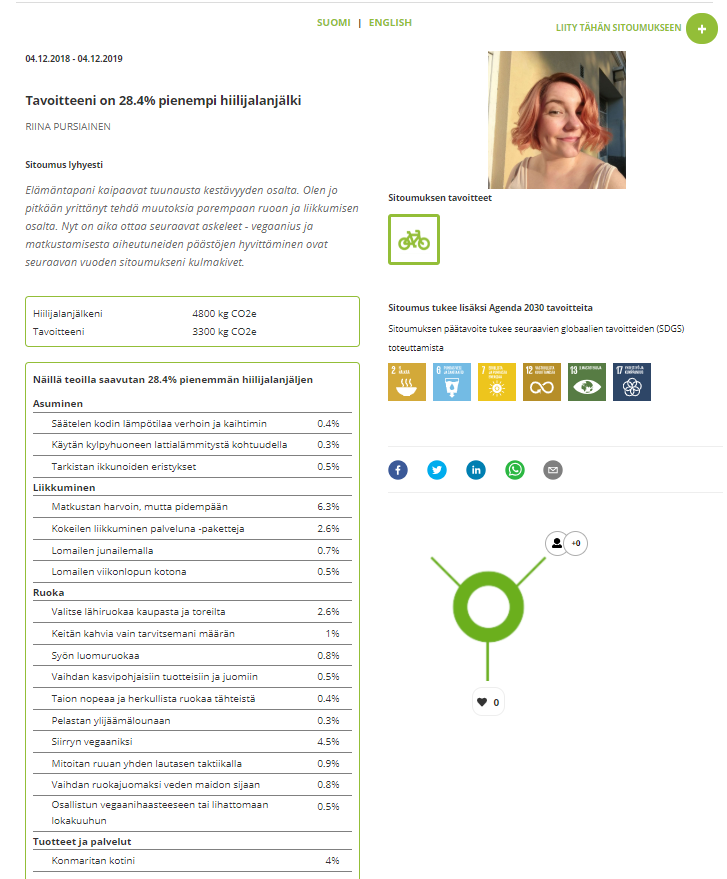 SUOMI | ENGLISH
LIITY TÄHÄN SITOUMUKSEEN +
04.12.2018 - 04.12.2019
Tavoitteeni on 28.4% pienempi hiilijalanjälki
RIINA PURSIAINEN
Sitoumus lyhyesti
Elämäntapani kaipaavat tuunausta kestävyyden osalta. Olen jo
pitkään yrittänyt tehdä muutoksia parempaan ruoan ja liikkumisen
osalta. Nyt on aika ottaa seuraavat askeleet - vegaanius ja
matkustamisesta aiheutuneiden päästöjen hyvittäminen ovat
seuraavan vuoden sitoumukseni kulmakivet.
Hiilijalanjälkeni 4800 kg CO2e
Tavoitteeni 3300 kg CO2e
Näillä teoilla saavutan 28.4% pienemmän hiilijalanjäljen
Asuminen
Säätelen kodin lämpötilaa verhoin ja kaihtimin 0.4%
Käytän kylpyhuoneen lattialämmitystä kohtuudella 0.3%
Tarkistan ikkunoiden eristykset 0.5%
Liikkuminen
Matkustan harvoin, mutta pidempään 6.3%
Kokeilen liikkuminen palveluna -paketteja 2.6%
Lomailen junailemalla 0.7%
Lomailen viikonlopun kotona 0.5%
Ruoka
Valitse lähiruokaa kaupasta ja toreilta 2.6%
Keitän kahvia vain tarvitsemani määrän 1%
Syön luomuruokaa 0.8%
Vaihdan kasvipohjaisiin tuotteisiin ja juomiin 0.5%
Taion nopeaa ja herkullista ruokaa tähteistä 0.4%
Pelastan ylijäämälounaan 0.3%
Siirryn vegaaniksi 4.5%
Mitoitan ruuan yhden lautasen taktiikalla 0.9%
Vaihdan ruokajuomaksi veden maidon sijaan 0.8%
Osallistun vegaanihaasteeseen tai lihattomaan 0.5%
lokakuuhun
Tuotteet ja palvelut
Konmaritan kotini 4%
Sitoumuksen tavoitteet
Sitoumus tukee lisäksi Agenda 2030 tavoitteita
Sitoumuksen päätavoite tukee seuraavien globaalien tavoitteiden (SDGS)
toteuttamista
2 6 7 12 13 17
+0
0